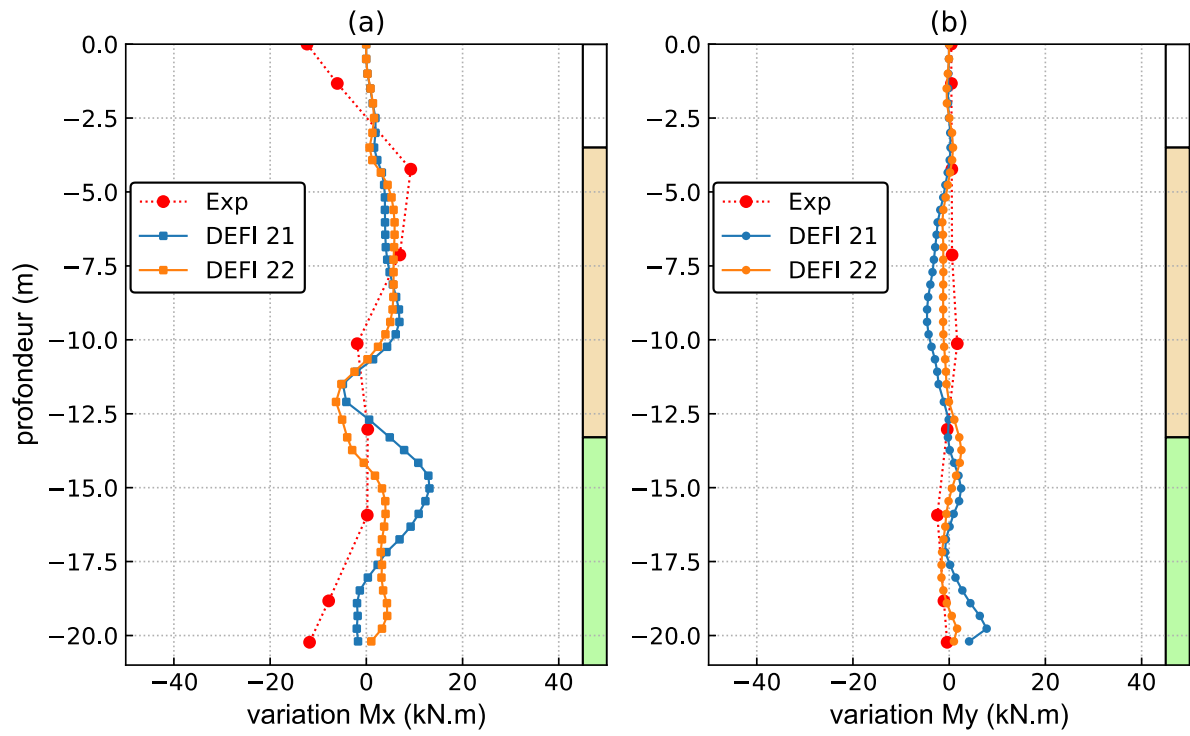 (a)
0.0
−2.5
−5.0
−7.5
−10.0
−12.5
−15.0
−17.5
−20.0
profondeur (m)
Exp
DEFI 21
DEFI 22
−40 −20 0 20 40
variation Mx (kN.m)
(b)
0.0
−2.5
−5.0
−7.5
−10.0
−12.5
−15.0
−17.5
−20.0
Exp
DEFI 21
DEFI 22
−40 −20 0 20 40
variation My (kN.m)